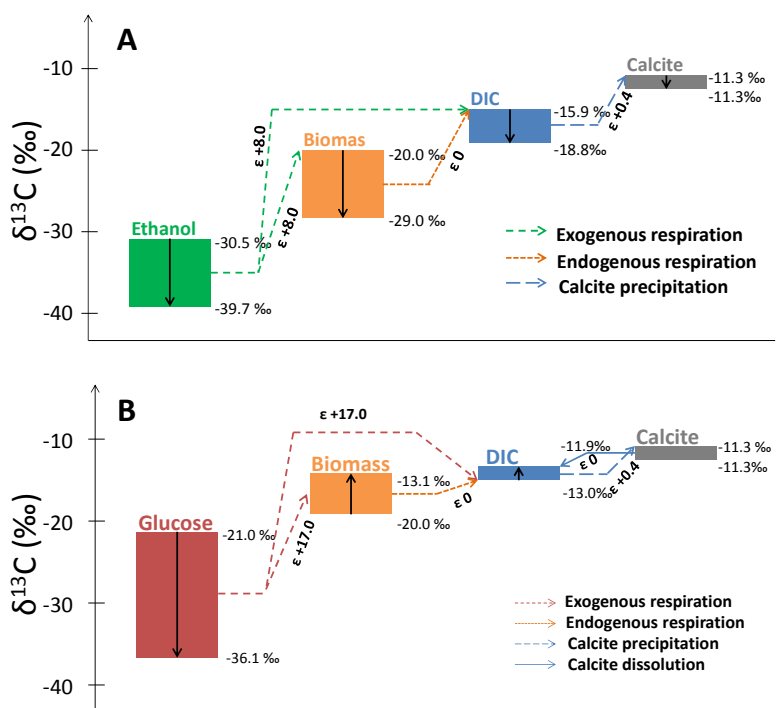 A
Calcite
-10
-11.3 ‰
-11.3‰
DIC
-15.9 ‰
ε +0.4
ε +8.0
Biomas
-20
-20.0 ‰
ε 0
-18.8‰
δ13C (‰)
ε +8.0
-29.0 ‰
Ethanol
-30
-30.5 ‰
Exogenous respiration
Endogenous respiration
Calcite precipitation
-40
-39.7 ‰
B
ε +17.0
Calcite
-10
-11.9‰
-11.3 ‰
-11.3‰
Biomass
DIC
ε 0
-13.1 ‰
-13.0‰
ε +0.4
ε 0
-20
-20.0 ‰
Glucose
-21.0 ‰
ε +17.0
δ13C (‰)
-30
-36.1 ‰
-40
Exogenous respiration
Endogenous respiration
Calcite precipitation
Calcite dissolution